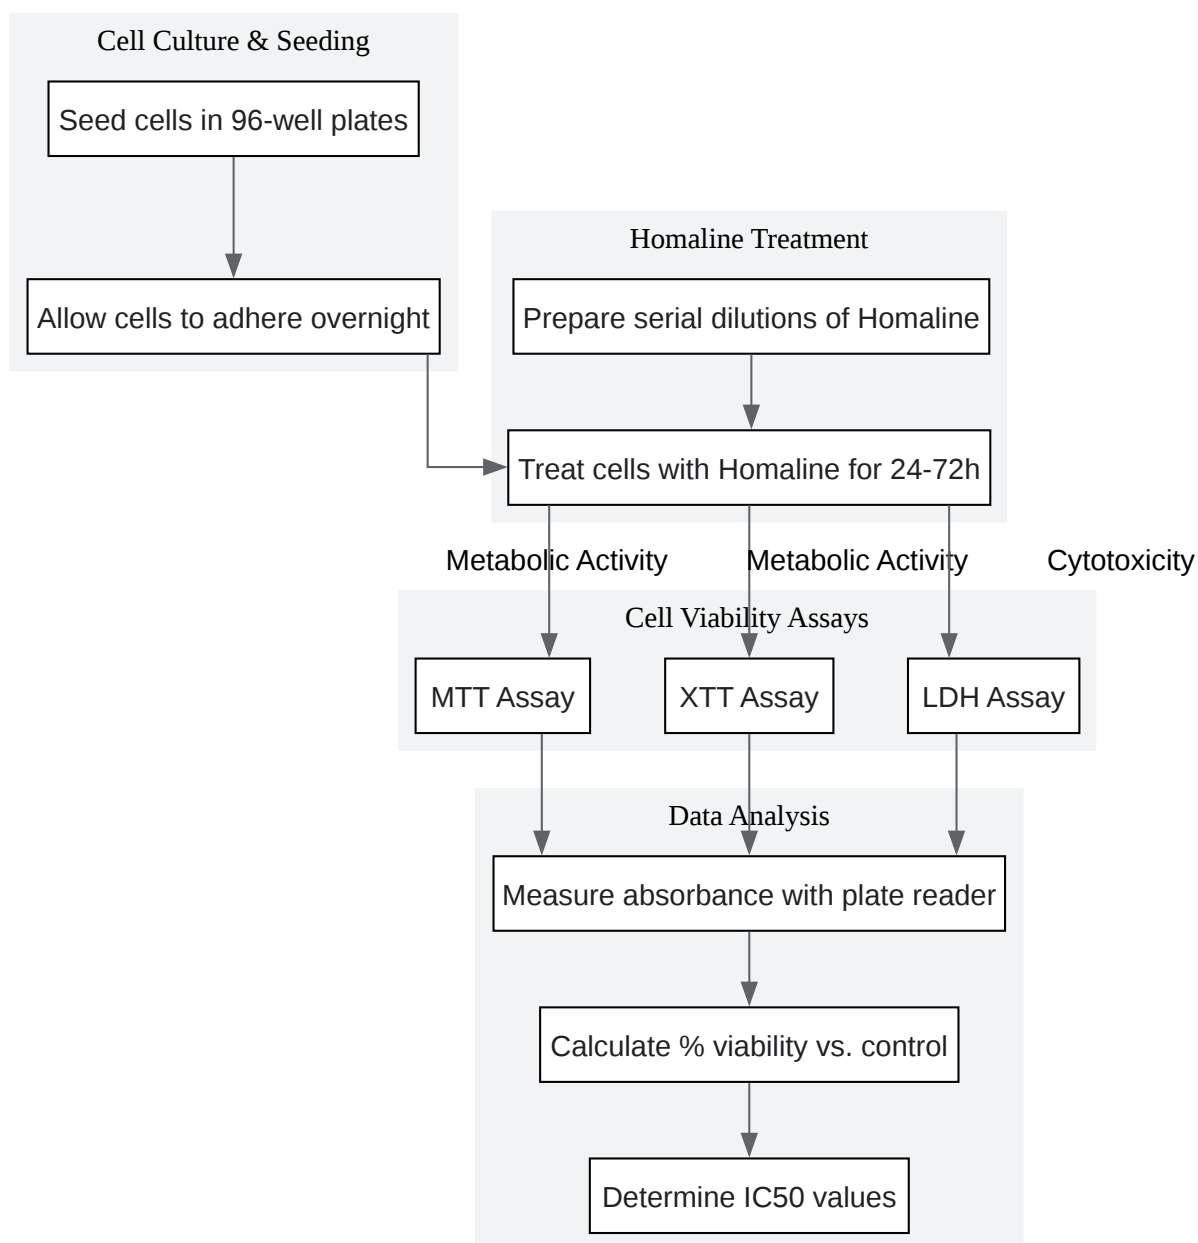 Cell Culture & Seeding
Seed cells in 96-well plates
Allow cells to adhere overnight
Homaline Treatment
Prepare serial dilutions of Homaline
Treat cells with Homaline for 24-72h
Metabolic Activity
Metabolic Activity
Cytotoxicity
Cell Viability Assays
MTT Assay
XTT Assay
LDH Assay
Data Analysis
Measure absorbance with plate reader
Calculate % viability vs. control
Determine IC50 values